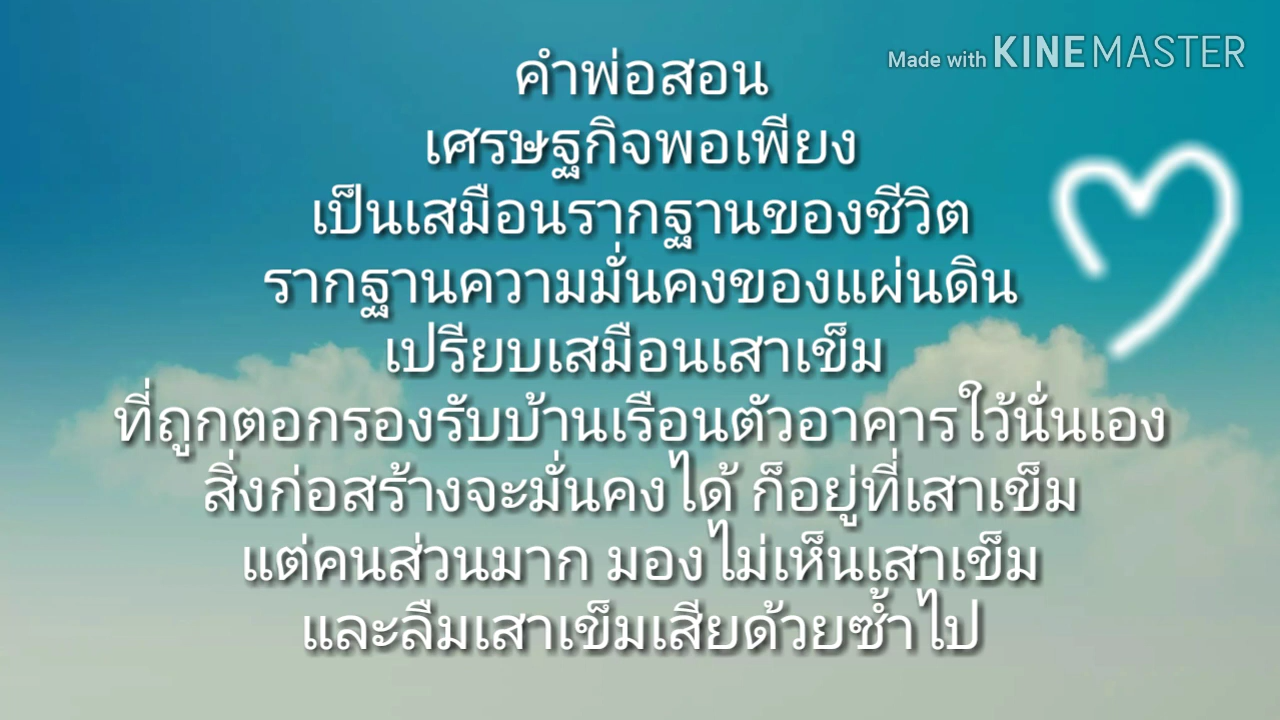 Made with KINEMASTER
คำพ่อสอน
เศรษฐกิจพอเพียง
เป็นเสมือนรากฐานของชีวิต
รากฐานความมั่นคงของแผ่นดิน
เปรียบเสมือนเสาเข็ม
ที่ถูกตอกรองรับบ้านเรือนตัวอาคารใว้นั่นเอง
สิ่งก่อสร้างจะมั่นคงได้ ก็อยู่ที่เสาเข็ม
แต่คนส่วนมาก มองไม่เห็นเสาเข็ม
และลืมเสาเข็มเสียด้วยซ้ำไป